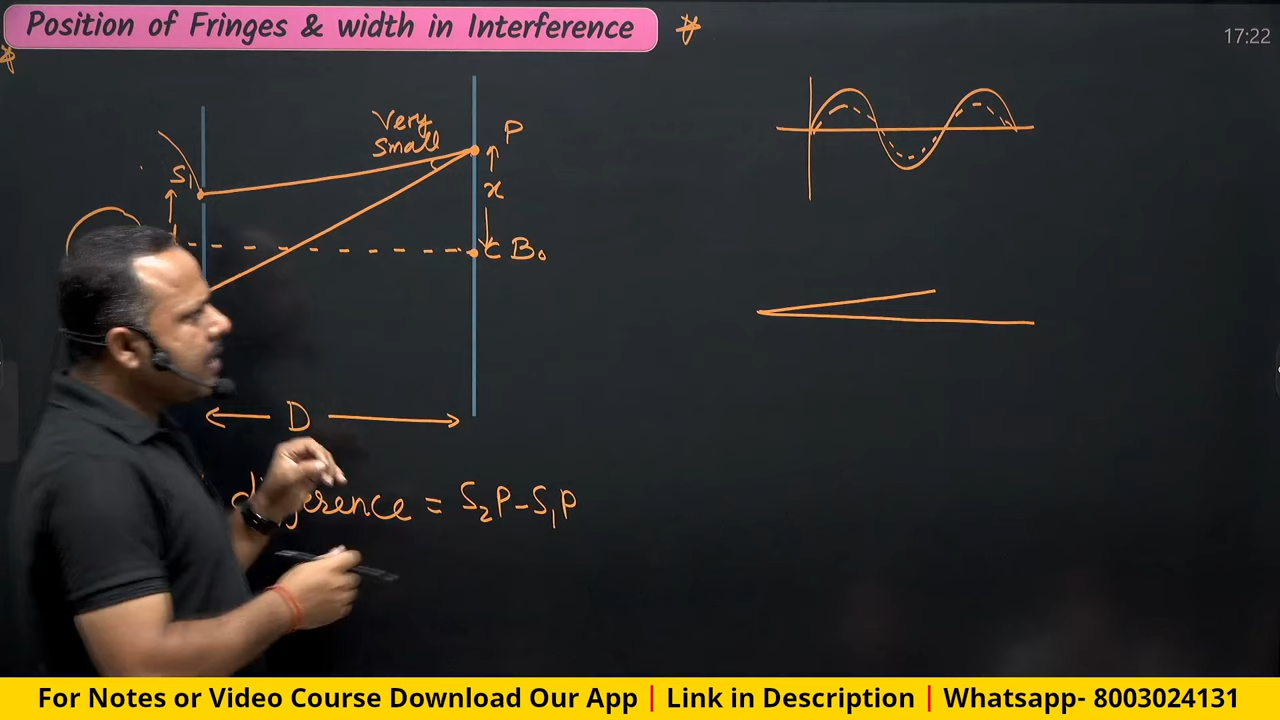 Position of Fringes & width in Interference
17:22
Very
Small
P
S1
x
C B0
D
difference = S2P-S1P
For Notes or Video Course Download Our App | Link in Description | Whatsapp- 8003024131